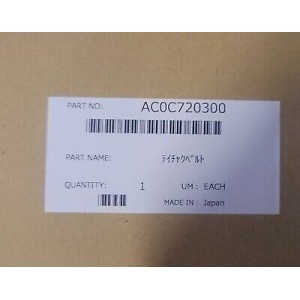 PART NO: AC0C720300
PART NAME: ﾃｲﾁｬｸﾍﾞﾙﾄ
QUANTITY: 1 UM : EACH
MADE IN : Japan